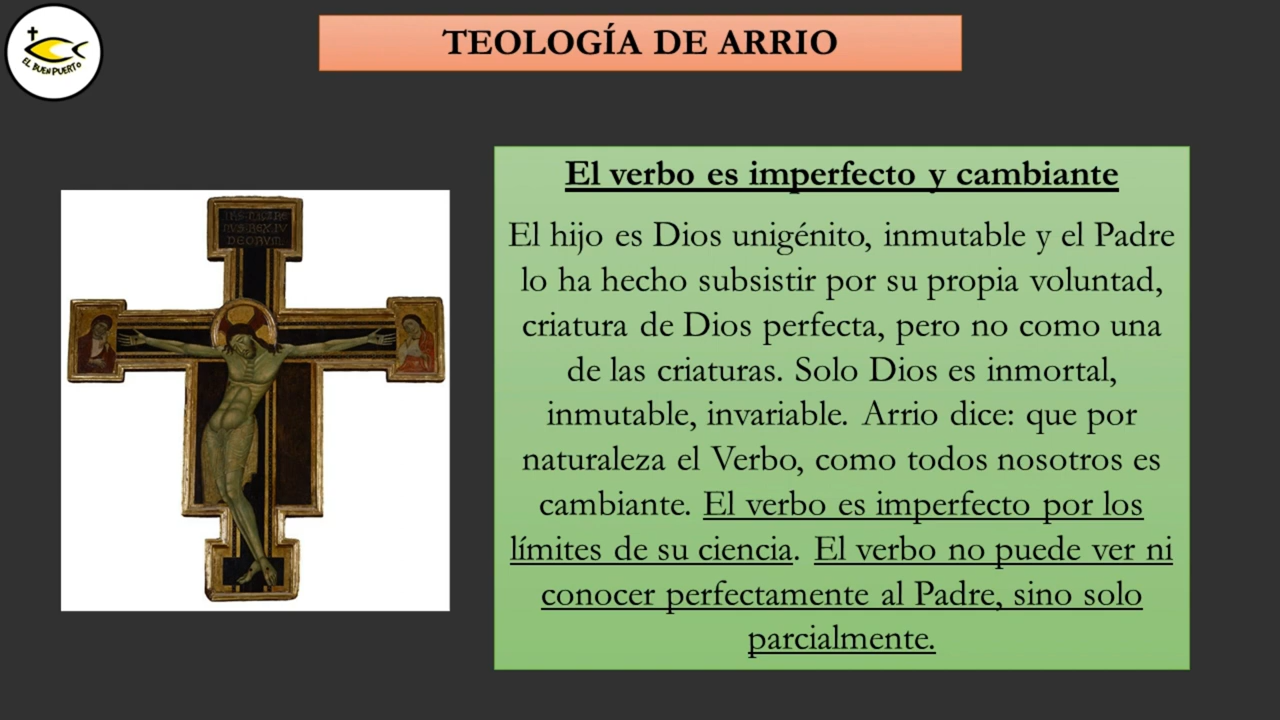 EL BUEN PUERTO
TEOLOGÍA DE ARRIO
El verbo es imperfecto y cambiante
El hijo es Dios unigénito, inmutable y el Padre
lo ha hecho subsistir por su propia voluntad,
criatura de Dios perfecta, pero no como una
de las criaturas. Solo Dios es inmortal,
inmutable, invariable. Arrio dice: que por
naturaleza el Verbo, como todos nosotros es
cambiante. El verbo es imperfecto por los
límites de su ciencia. El verbo no puede ver ni
conocer perfectamente al Padre, sino solo
parcialmente.